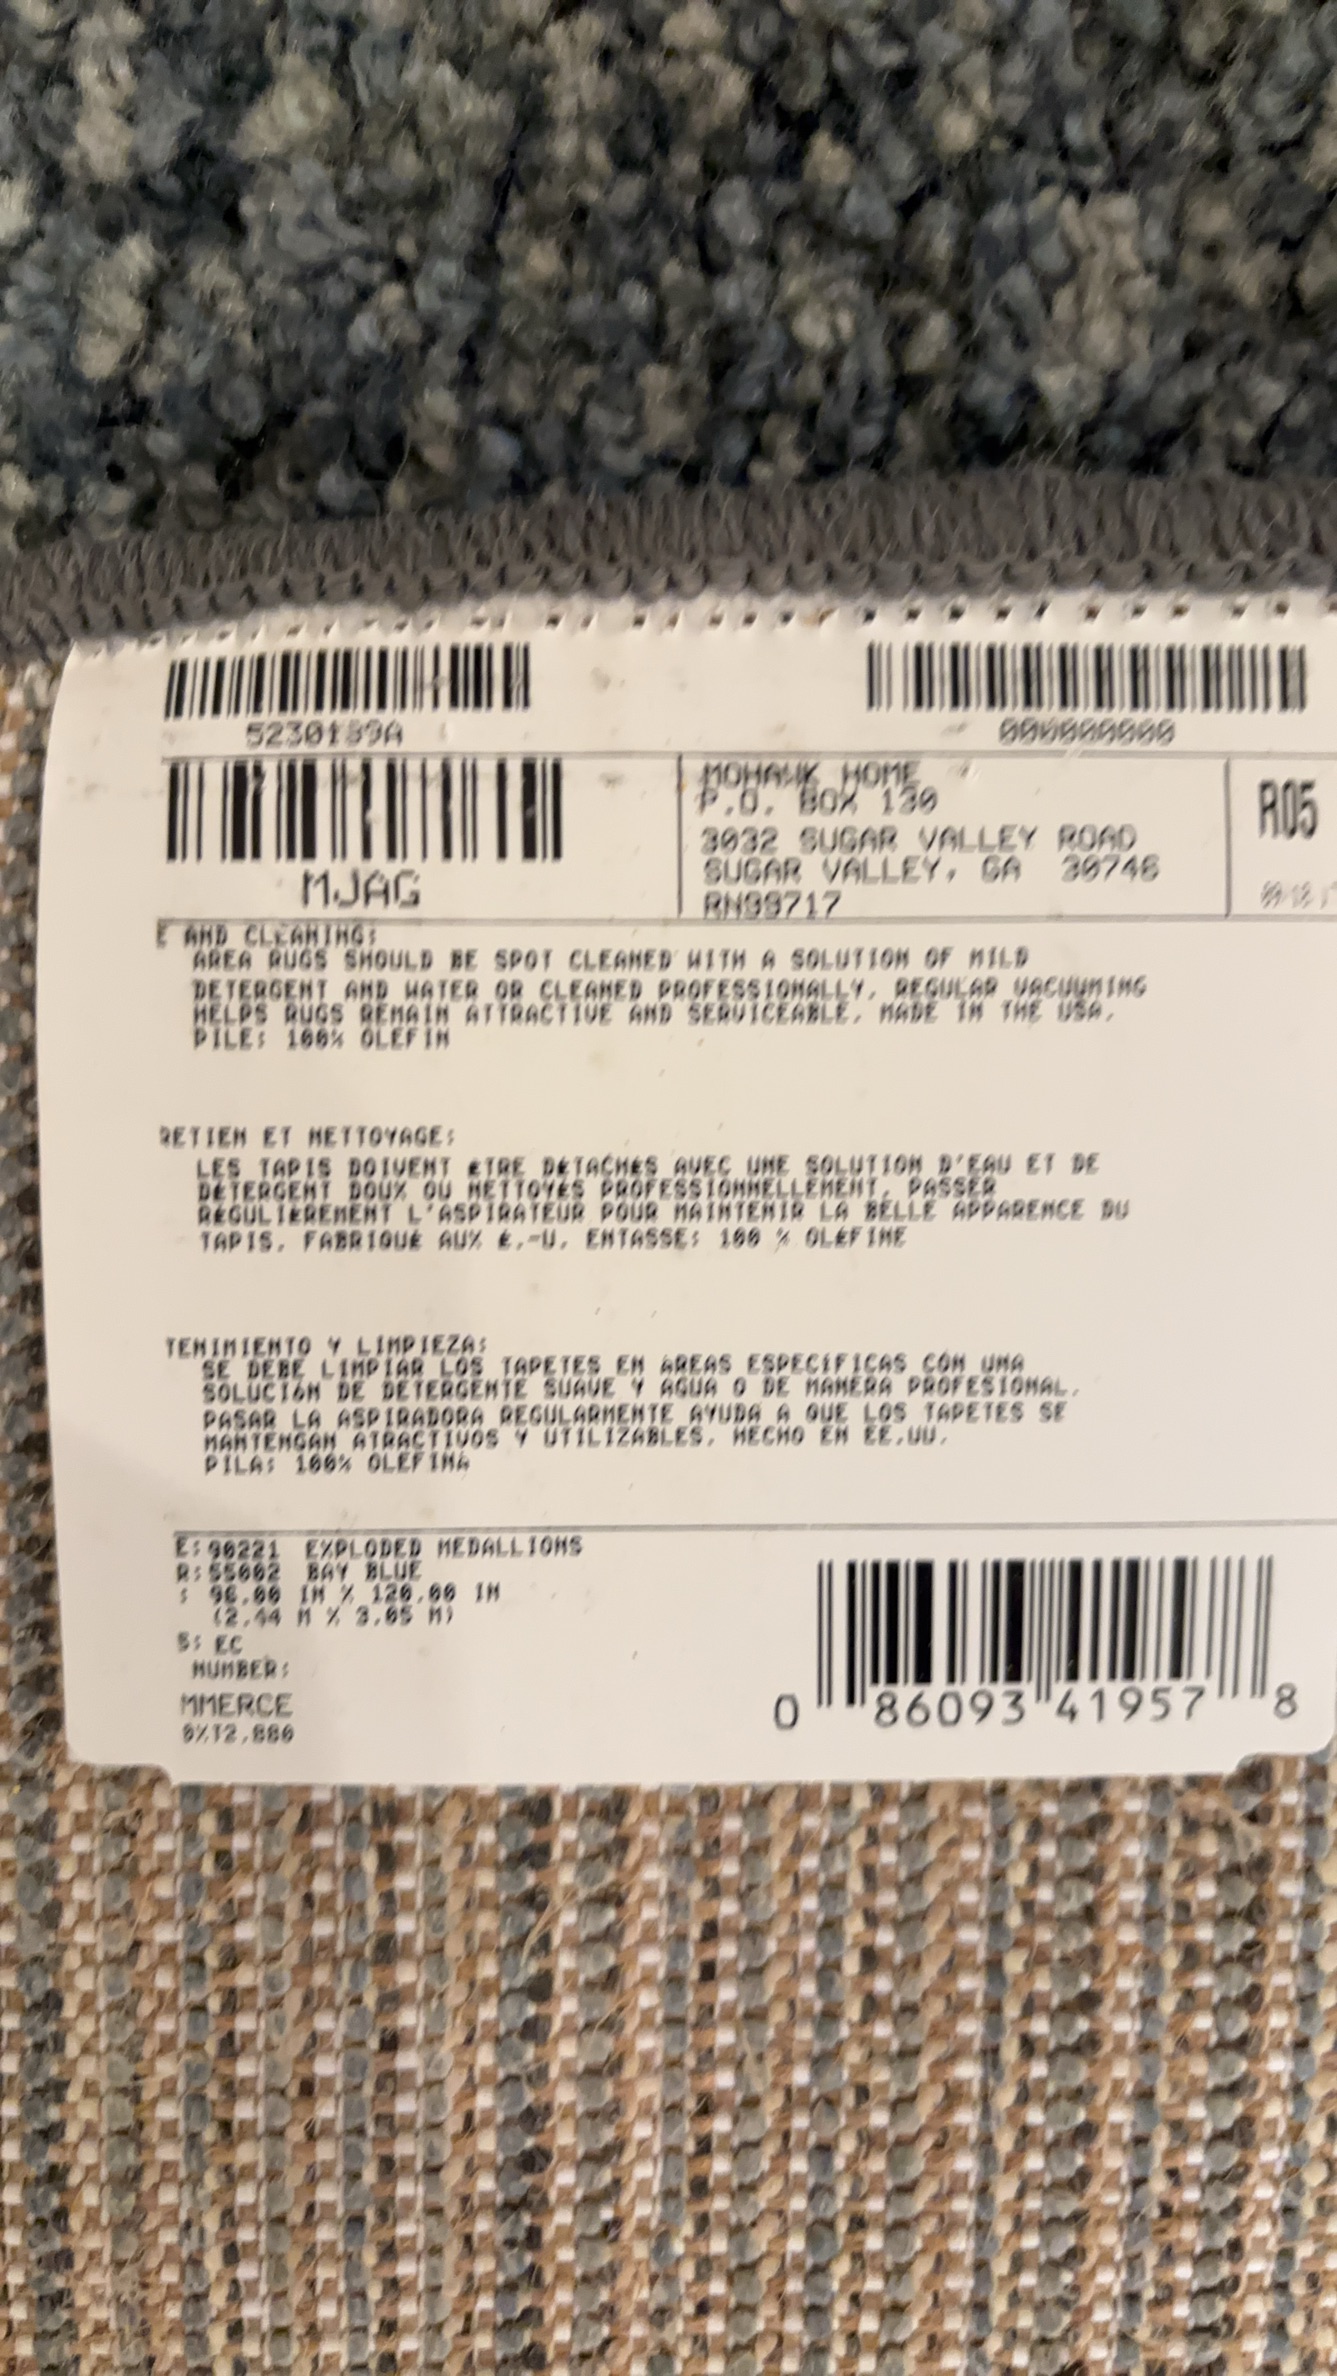 5230139A
000000000
MJAG
MOHAWK HOME
P.O. BOX 130
3032 SUGAR VALLEY ROAD
SUGAR VALLEY, GA 30746
RN99717
R05
E AND CLEANING:
AREA RUGS SHOULD BE SPOT CLEANED WITH A SOLUTION OF MILD
DETERGENT AND WATER OR CLEANED PROFESSIONALLY. REGULAR VACUUMING
HELPS RUGS REMAIN ATTRACTIVE AND SERVICEABLE. MADE IN THE USA.
PILE: 100% OLEFIN
RETIEN ET NETTOYAGE:
LES TAPIS DOIVENT ÊTRE DÉTACHÉS AVEC UNE SOLUTION D'EAU ET DE
DÉTERGENT DOUX OU NETTOYÉS PROFESSIONNELLEMENT. PASSER
RÉGULIÈREMENT L'ASPIRATEUR POUR MAINTENIR LA BELLE APPARENCE DU
TAPIS. FABRIQUÉ AUX É.-U. ENTASSE: 100 % OLÉFINE
TENIMIENTO Y LIMPIEZA:
SE DEBE LIMPIAR LOS TAPETES EN ÁREAS ESPECÍFICAS CON UNA
SOLUCIÓN DE DETERGENTE SUAVE Y AGUA O DE MANERA PROFESIONAL.
PASAR LA ASPIRADORA REGULARMENTE AYUDA A QUE LOS TAPETES SE
MANTENGAN ATRACTIVOS Y UTILIZABLES. HECHO EN EE.UU.
PILA: 100% OLEFINA
E: 90221 EXPLODED MEDALLIONS
R: 55002 BAY BLUE
: 96.00 IN X 120.00 IN
(2.44 M X 3.05 M)
S: EC
NUMBER:
MMERCE
0 86093 41957 8